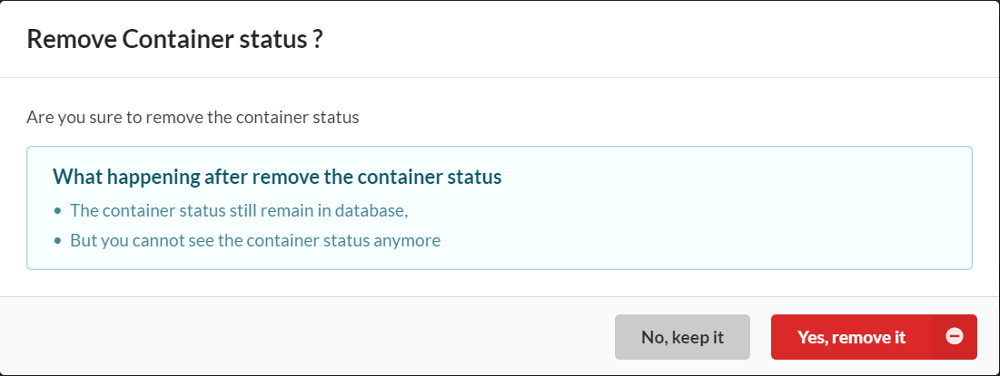 Remove Container status ?
Are you sure to remove the container status
What happening after remove the container status
• The container status still remain in database,
• But you cannot see the container status anymore
No, keep it
Yes, remove it